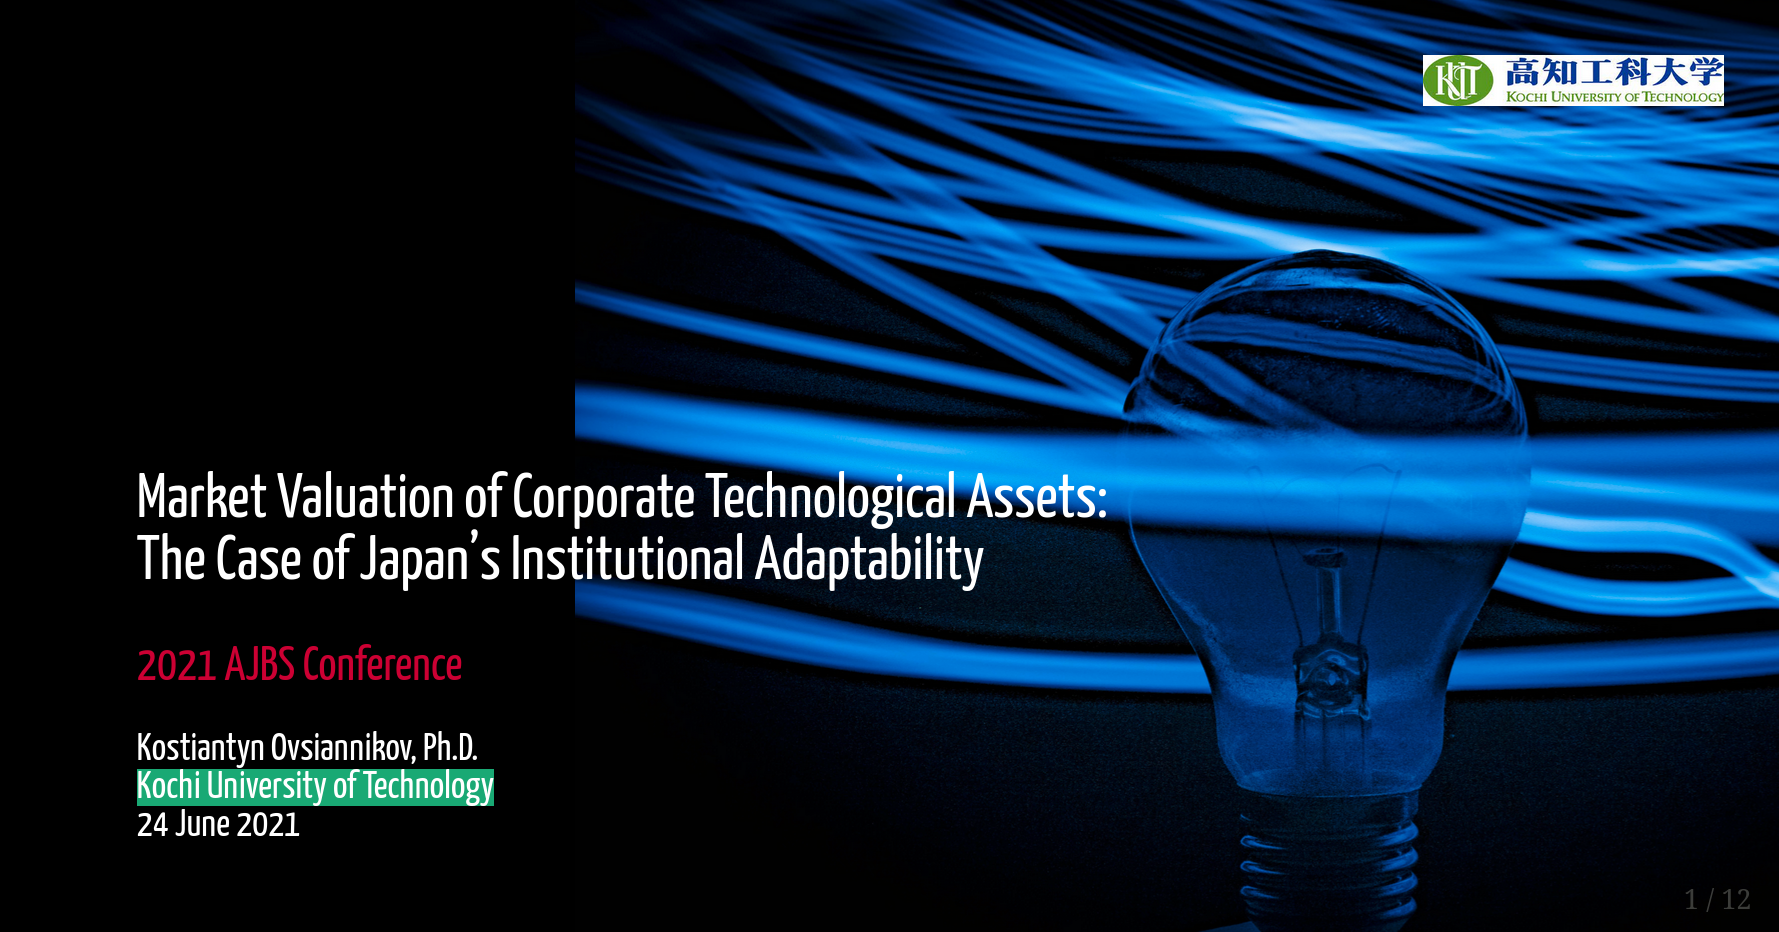 高知工科大学
KUT KOCHI UNIVERSITY OF TECHNOLOGY
Market Valuation of Corporate Technological Assets:
The Case of Japan’s Institutional Adaptability
2021 AJBS Conference
Kostiantyn Ovsiannikov, Ph.D.
Kochi University of Technology
24 June 2021
1 / 12